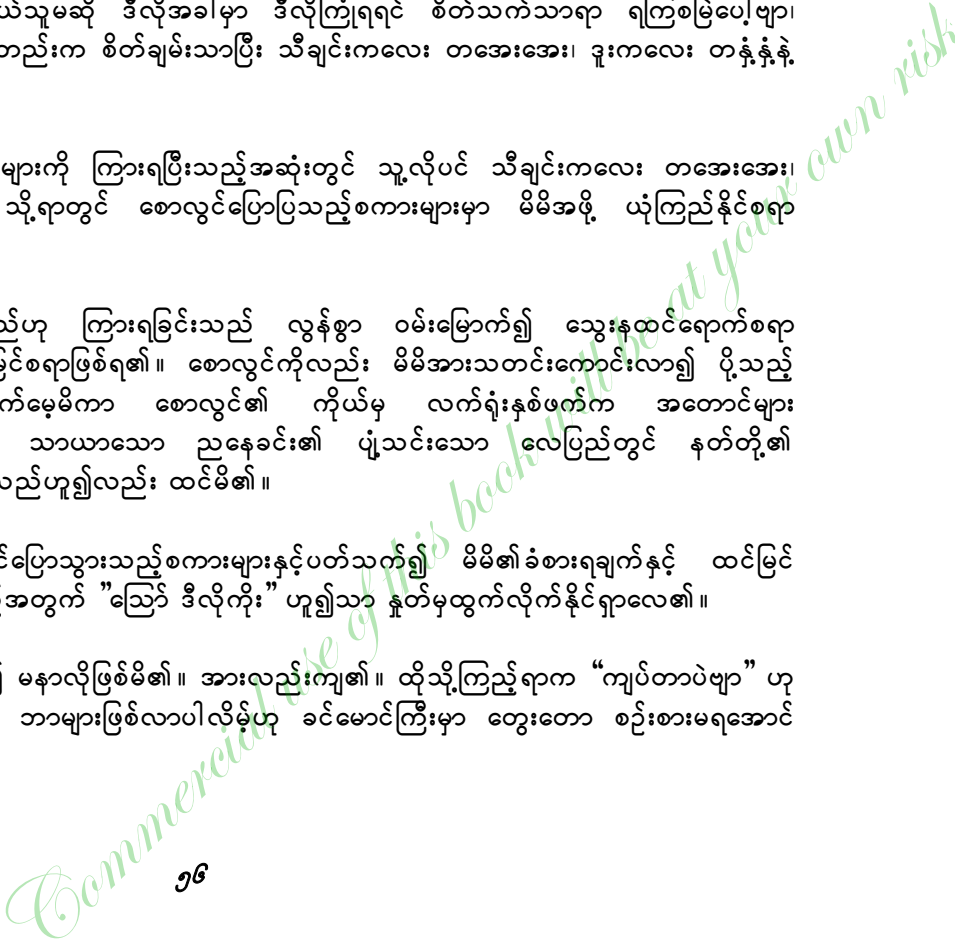 ယ်သူမဆို ဒီလိုအခါမှာ ဒီလိုကြုံရရင် စိတ်သက်သာရာ ရကြစမြဲပေါ့ဗျာ၊
တည်းက စိတ်ချမ်းသာပြီး သီချင်းကလေး တအေးအေး၊ ဒူးကလေး တနှံ့နှံ့နဲ့
များကို ကြားရပြီးသည့်အဆုံးတွင် သူ့လိုပင် သီချင်းကလေး တအေးအေး၊
သို့ရာတွင် စောလွင်ပြောပြသည့်စကားများမှာ မိမိအဖို့ ယုံကြည်နိုင်စရာ
ည်ဟု ကြားရခြင်းသည် လွန်စွာ ဝမ်းမြောက်၍ သွေးနုထင်ရောက်စရာ
မြင်စရာဖြစ်ရ၏။ စောလွင်ကိုလည်း မိမိအားသတင်းကောင်းလာ၍ ပို့သည့်
က်မေ့မိကာ စောလွင်၏ ကိုယ်မှ လက်ရုံးနှစ်ဖက်က အတောင်များ
သာယာသော ညနေခင်း၏ ပျံ့သင်းသော လေပြည်တွင် နတ်တို့၏
သည်ဟူ၍လည်း ထင်မိ၏။
င်ပြောသွားသည့်စကားများနှင့်ပတ်သက်၍ မိမိ၏ခံစားရချက်နှင့် ထင်မြင်
အတွက် ”သြော် ဒီလိုကိုး” ဟူ၍သာ နှုတ်မှထွက်လိုက်နိုင်ရှာလေ၏။
၍ မနာလိုဖြစ်မိ၏။ အားလည်းကျ၏။ ထိုသို့ကြည့်ရာက “ကျပ်တာပဲဗျာ” ဟု
ဘာများဖြစ်လာပါလိမ့်ဟု ခင်မောင်ကြီးမှာ တွေးတော စဉ်းစားမရအောင်
၅၆
Commercial use of this book will be at your own risk